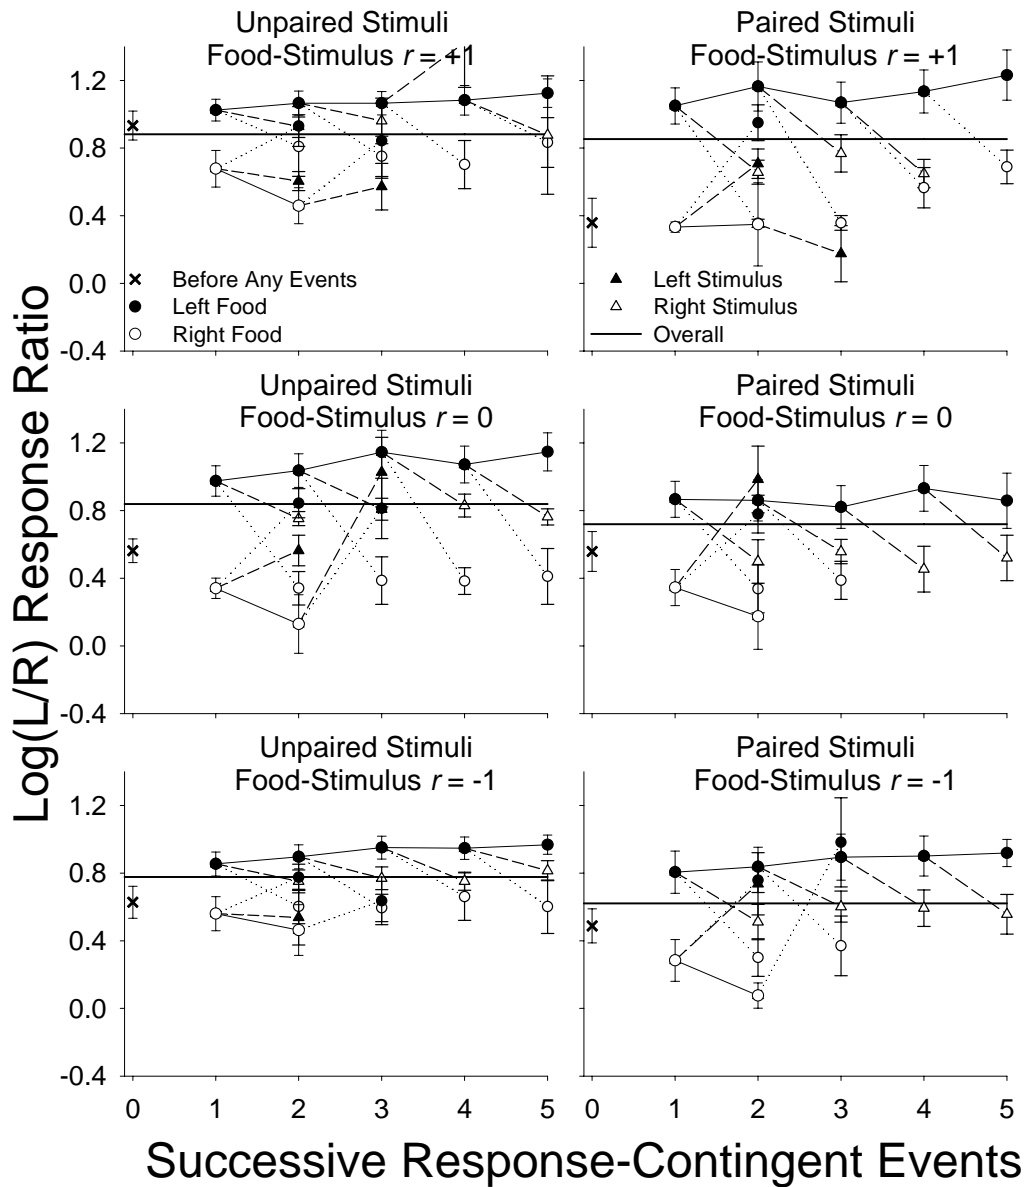 Unpaired Stimuli
Food-Stimulus r = +1
Paired Stimuli
Food-Stimulus r = +1
1.2
0.8
0.4
0.0
-0.4
Before Any Events
Left Food
Right Food
Left Stimulus
Right Stimulus
Overall
Unpaired Stimuli
Food-Stimulus r = 0
Paired Stimuli
Food-Stimulus r = 0
1.2
0.8
0.4
0.0
-0.4
Log(L/R) Response Ratio
Unpaired Stimuli
Food-Stimulus r = -1
Paired Stimuli
Food-Stimulus r = -1
1.2
0.8
0.4
0.0
-0.4
0 1 2 3 4 5
0 1 2 3 4 5
Successive Response-Contingent Events